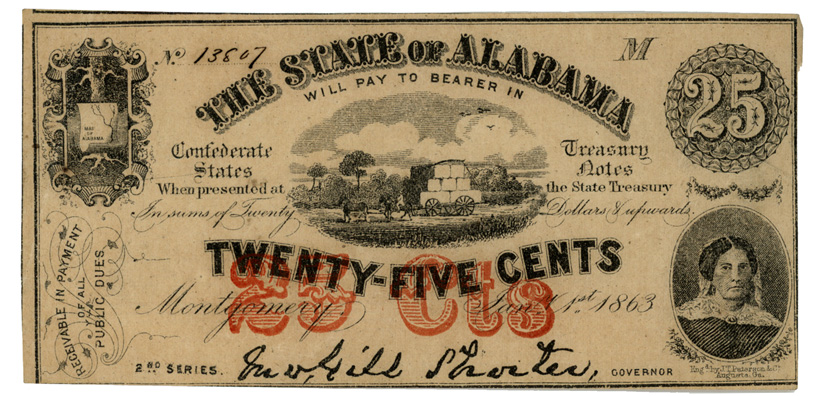 No. 13807
M
THE STATE OF ALABAMA
25
WILL PAY TO BEARER IN
MAP
OF
ALABAMA
Confederate
States
When presented at
Treasury
Notes
the State Treasury
In sums of Twenty
Dollars & upwards.
TWENTY-FIVE CENTS
25 Cts
Montgomery
1st 1863
RECEIVABLE IN PAYMENT
OF ALL
THE
PUBLIC DUES.
2ND SERIES.
Jno. Gill Shorter,
GOVERNOR
Eng'd by J.T. Paterson & Co.
Augusta, Ga.